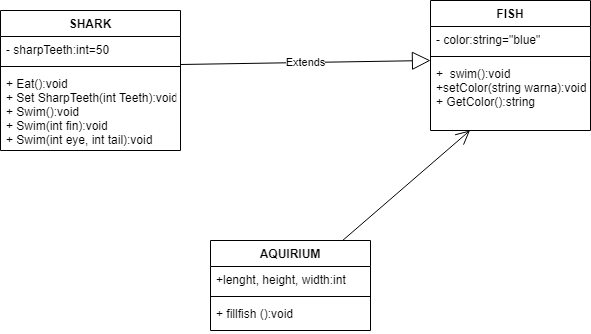 SHARK
- sharpTeeth:int=50
+ Eat():void
+ Set SharpTeeth(int Teeth):void
+ Swim():void
+ Swim(int fin):void
+ Swim(int eye, int tail):void
Extends
FISH
- color:string="blue"
+ swim():void
+setColor(string warna):void
+ GetColor():string
AQUIRIUM
+lenght, height, width:int
+ fillfish ():void